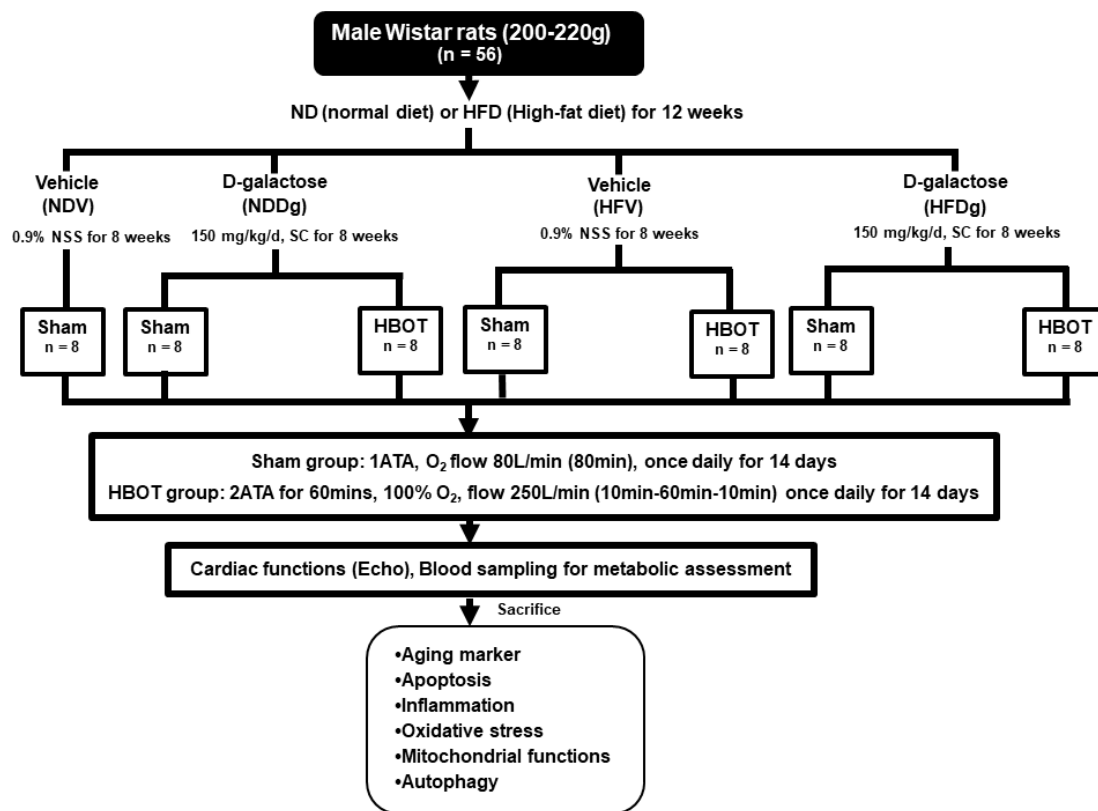 Male Wistar rats (200-220g)
(n = 56)
ND (normal diet) or HFD (High-fat diet) for 12 weeks
Vehicle
(NDV)
0.9% NSS for 8 weeks
D-galactose
(NDDg)
150 mg/kg/d, SC for 8 weeks
Vehicle
(HFV)
0.9% NSS for 8 weeks
D-galactose
(HFDg)
150 mg/kg/d, SC for 8 weeks
Sham
n = 8
Sham
n = 8
HBOT
n = 8
Sham
n = 8
HBOT
n = 8
Sham
n = 8
HBOT
n = 8
Sham group: 1ATA, O₂ flow 80L/min (80min), once daily for 14 days
HBOT group: 2ATA for 60mins, 100% O₂, flow 250L/min (10min-60min-10min) once daily for 14 days
Cardiac functions (Echo), Blood sampling for metabolic assessment
Sacrifice
•Aging marker
•Apoptosis
•Inflammation
•Oxidative stress
•Mitochondrial functions
•Autophagy